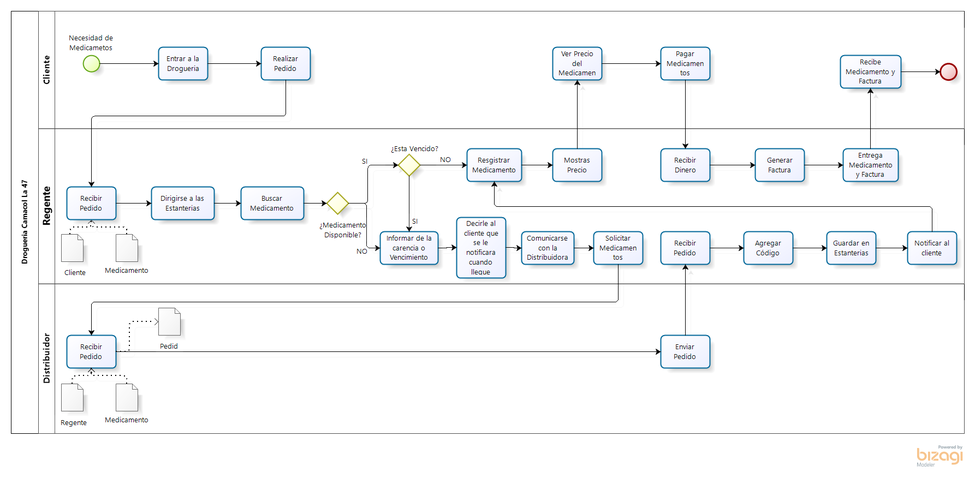 Droguería Camacol La 47
Cliente
Necesidad de
Medicametos
Entrar a la
Droguería
Realizar
Pedido
Ver Precio
del
Medicamen
Pagar
Medicamen
tos
Recibe
Medicamento y
Factura
Regente
Recibir
Pedido
Cliente
Medicamento
Dirigirse a las
Estanterias
Buscar
Medicamento
¿Medicamento
Disponible?
SI
NO
¿Esta Vencido?
NO
SI
Resgistrar
Medicamento
Mostras
Precio
Recibir
Dinero
Generar
Factura
Entrega
Medicamento
y Factura
Informar de la
carencia o
Vencimiento
Decirle al
cliente que
se le
notificara
cuando
llegue
Comunicarse
con la
Distribuidora
Solicitar
Medicamen
tos
Recibir
Pedido
Agregar
Código
Guardar en
Estanterías
Notificar al
cliente
Distribuidor
Recibir
Pedido
Pedid
Regente
Medicamento
Enviar
Pedido
Powered by
bizagi
Modeler